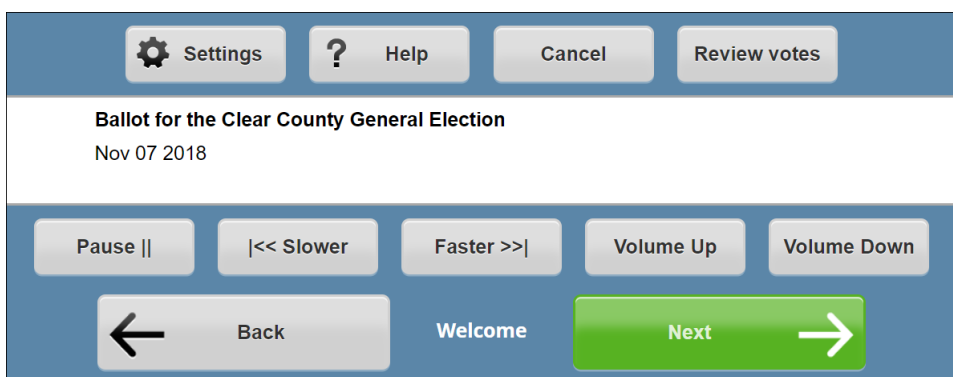 Settings ? Help Cancel Review votes
Ballot for the Clear County General Election
Nov 07 2018
Pause || |<< Slower Faster >>| Volume Up Volume Down
Back Welcome Next